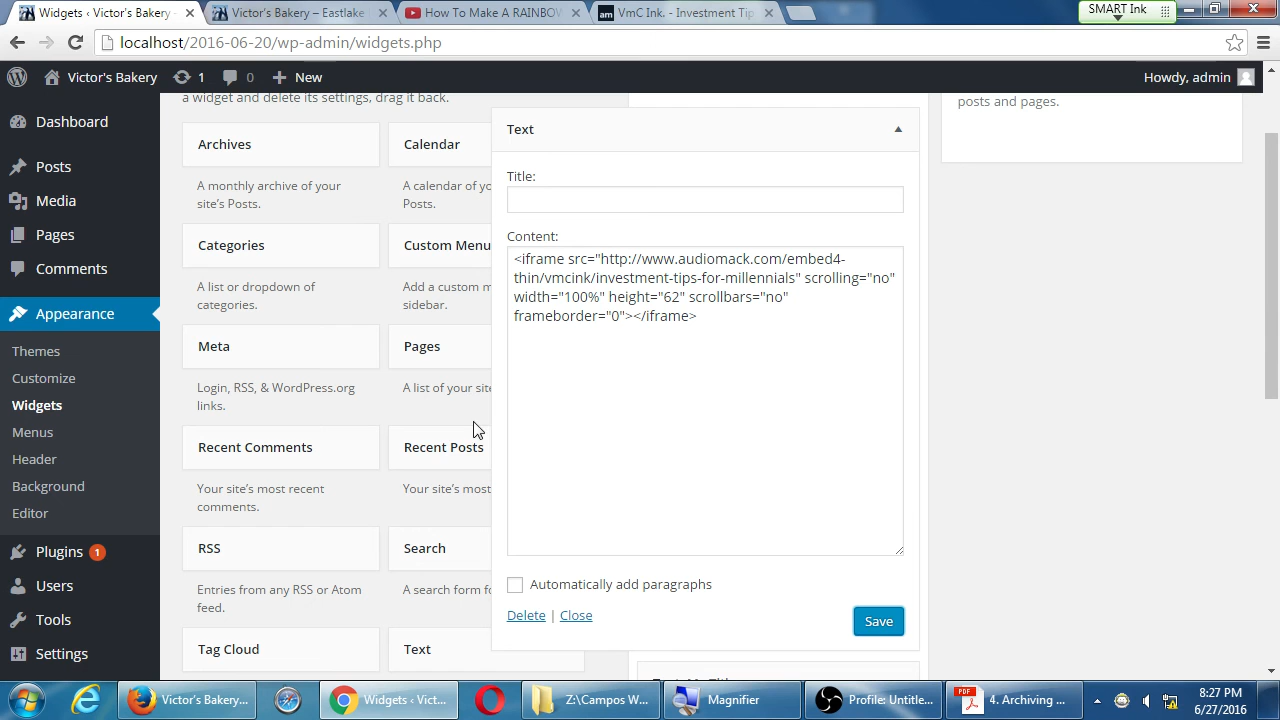 Widgets ‹ Victor's Bakery
Victor's Bakery – Eastlake
How To Make A RAINBOW
am VmC Ink. - Investment Tip
SMART Ink
localhost/2016-06-20/wp-admin/widgets.php
Victor's Bakery 1 0 New
Howdy, admin
a widget and delete its settings, drag it back.
posts and pages.
Dashboard
Posts
Media
Pages
Comments
Appearance
Themes
Customize
Widgets
Menus
Header
Background
Editor
Plugins 1
Users
Tools
Settings
Archives
A monthly archive of your
site's Posts.
Calendar
A calendar of yo
Posts.
Categories
A list or dropdown of
categories.
Custom Menu
Add a custom m
sidebar.
Meta
Login, RSS, & WordPress.org
links.
Pages
A list of your site
Recent Comments
Your site's most recent
comments.
Recent Posts
Your site's most
RSS
Entries from any RSS or Atom
feed.
Search
A search form fo
Tag Cloud
Text
Text
Title:
Content:
<iframe src="http://www.audiomack.com/embed4-
thin/vmcink/investment-tips-for-millennials" scrolling="no"
width="100%" height="62" scrollbars="no"
frameborder="0"></iframe>
Automatically add paragraphs
Delete | Close
Save
Victor's Bakery...
Widgets ‹ Vict...
Z:\Campos W...
Magnifier
Profile: Untitle...
PDF
4. Archiving ...
8:27 PM
6/27/2016